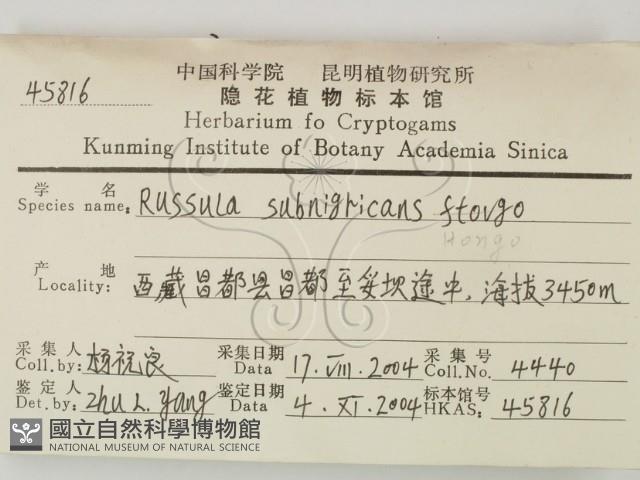 45816
中国科学院 昆明植物研究所
隐花植物标本馆
Herbarium fo Cryptogams
Kunming Institute of Botany Academia Sinica
学名
Species name: Russula subnigricans ftovgo
Hongo
产地
Locality: 西藏昌都县昌都至妥坝途中,海拔3450m
采集人 杨祝良 采集日期 17.VIII.2004 采集号 4440
Coll.by: Data Coll.No.
鉴定人 Zhu L. Yang 鉴定日期 4.XI.2004 标本馆号 45816
Det.by: Data HKAS:
國立自然科學博物館
NATIONAL MUSEUM OF NATURAL SCIENCE